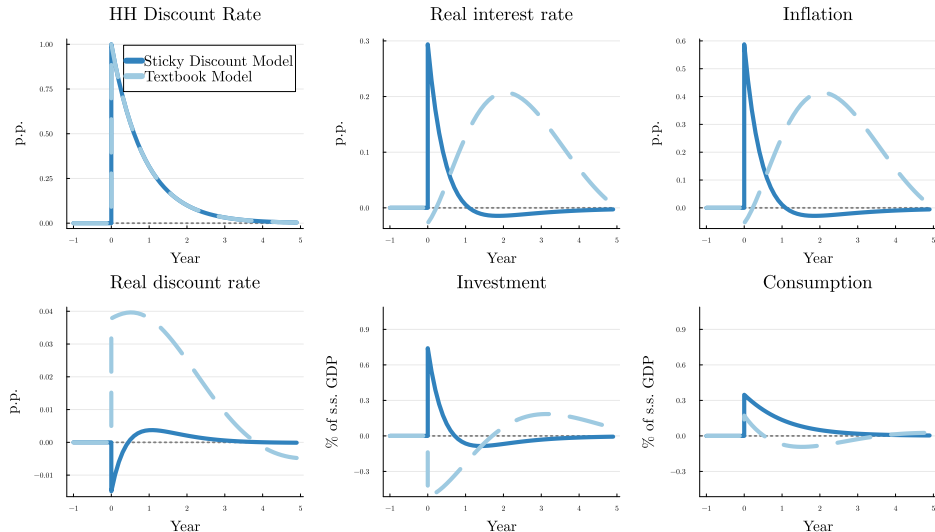 HH Discount Rate
Real interest rate
Inflation
1.00
0.75
0.50
0.25
0.00
p.p.
Sticky Discount Model
Textbook Model
−1 0 1 2 3 4 5
Year
0.3
0.2
0.1
0.0
p.p.
−1 0 1 2 3 4 5
Year
0.6
0.5
0.4
0.3
0.2
0.1
0.0
p.p.
−1 0 1 2 3 4 5
Year
Real discount rate
Investment
Consumption
0.04
0.03
0.02
0.01
0.00
−0.01
p.p.
−1 0 1 2 3 4 5
Year
0.9
0.6
0.3
0.0
−0.3
% of s.s. GDP
−1 0 1 2 3 4 5
Year
0.9
0.6
0.3
0.0
−0.3
% of s.s. GDP
−1 0 1 2 3 4 5
Year